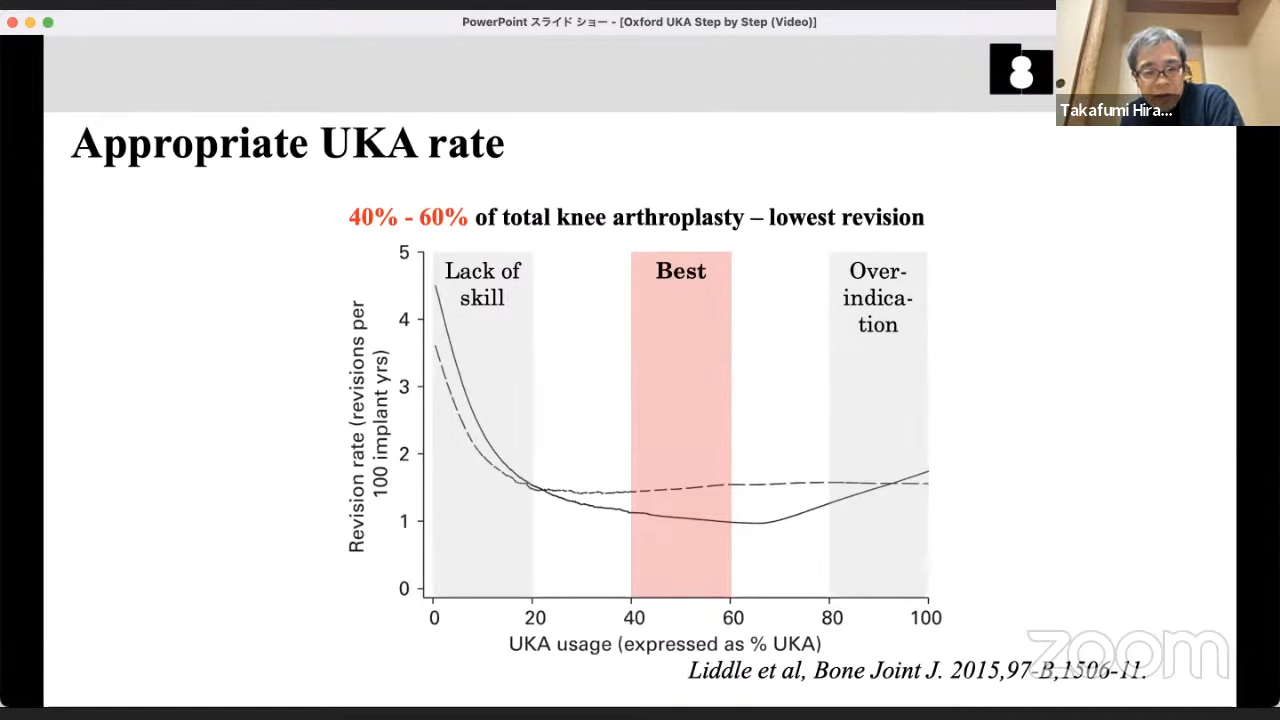 PowerPoint スライド ショー - [Oxford UKA Step by Step (Video)]
Takafumi Hira...
Appropriate UKA rate
40% - 60% of total knee arthroplasty – lowest revision
5
4
3
2
1
0
Revision rate (revisions per
100 implant yrs)
Lack of
skill
Best
Over-
indica-
tion
0 20 40 60 80 100
UKA usage (expressed as % UKA)
Liddle et al, Bone Joint J. 2015,97-B,1506-11.
zoom